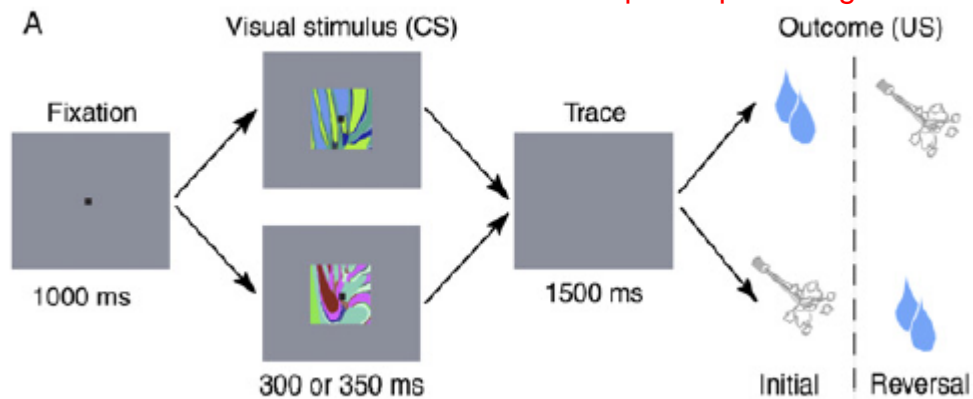 A
Visual stimulus (CS)
Outcome (US)
Fixation
Trace
1000 ms
1500 ms
300 or 350 ms
Initial
Reversal